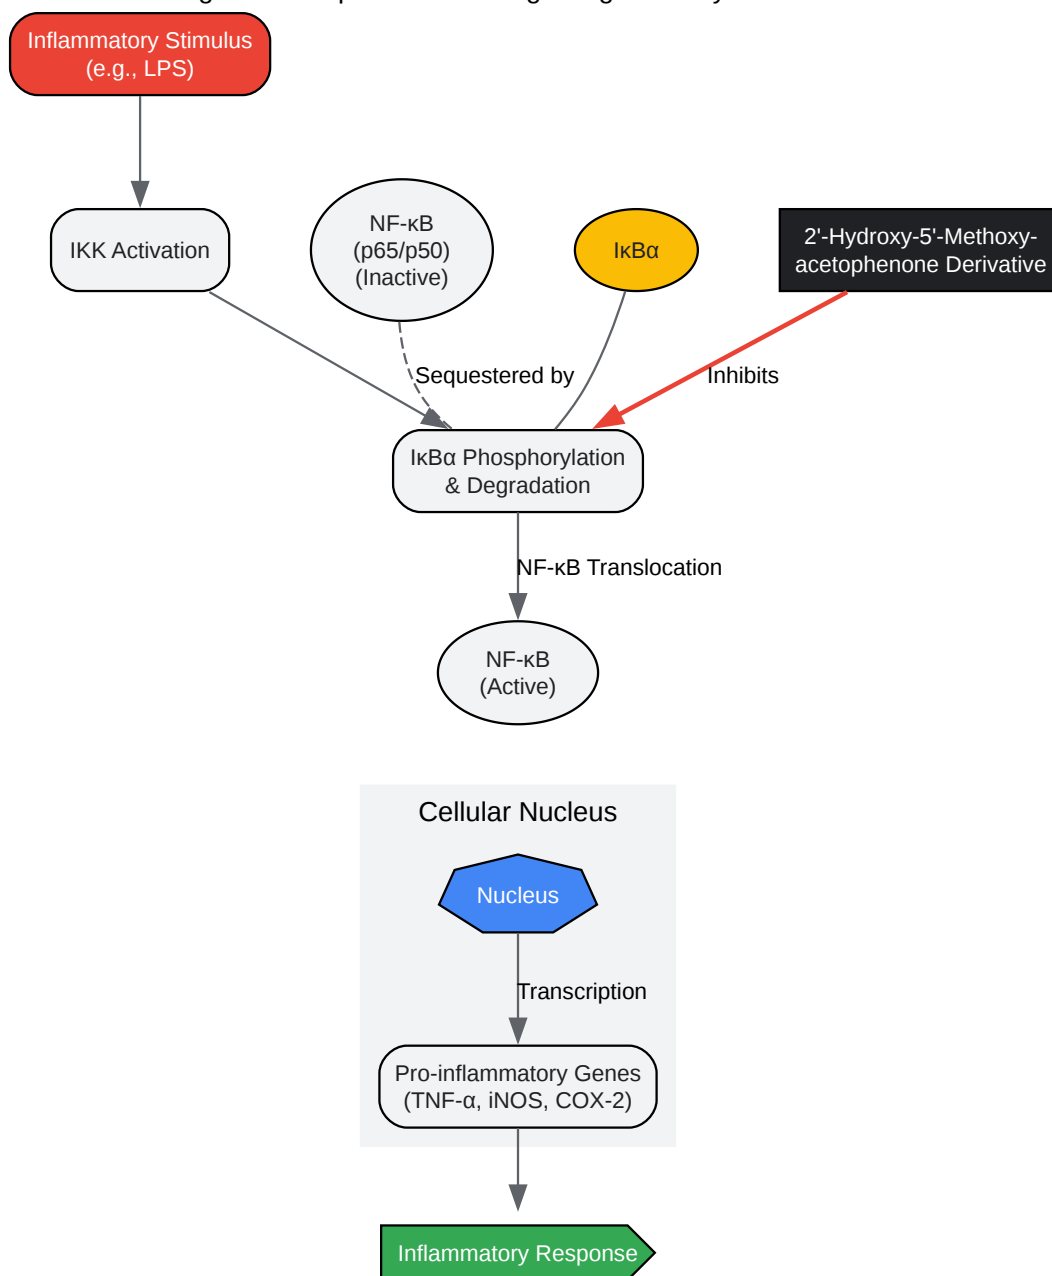 Inflammatory Stimulus
(e.g., LPS)
IKK Activation
NF-κB
(p65/p50)
(Inactive)
IκBα
2'-Hydroxy-5'-Methoxy-
acetophenone Derivative
Sequestered by
Inhibits
IκBα Phosphorylation
& Degradation
NF-κB Translocation
NF-κB
(Active)
Cellular Nucleus
Nucleus
Transcription
Pro-inflammatory Genes
(TNF-α, iNOS, COX-2)
Inflammatory Response